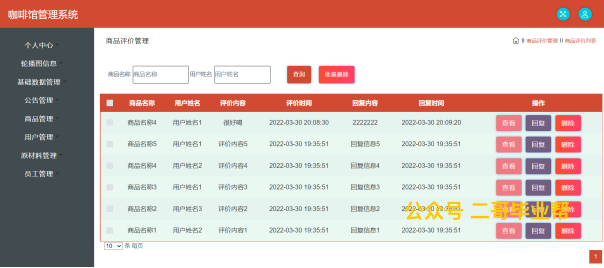 咖啡馆管理系统
个人中心
轮播图信息
基础数据管理
公告管理
商品管理
用户管理
原材料管理
员工管理
商品评价管理
商品评价管理 商品评价列表
商品名称 商品名称 用户姓名 用户姓名 查询 批量删除
商品名称 用户姓名 评价内容 评价时间 回复内容 回复时间 操作
商品名称4 用户姓名1 很好喝 2022-03-30 20:08:30 2222222 2022-03-30 20:09:20 查看 回复 删除
商品名称5 用户姓名1 评价内容5 2022-03-30 19:35:51 回复信息5 2022-03-30 19:35:51 查看 回复 删除
商品名称4 用户姓名2 评价内容4 2022-03-30 19:35:51 回复信息4 2022-03-30 19:35:51 查看 回复 删除
商品名称3 用户姓名1 评价内容3 2022-03-30 19:35:51 回复信息3 2022-03-30 19:35:51 查看 回复 删除
商品名称2 用户姓名3 评价内容2 2022-03-30 19:35:51 回复信息2 2022-03-30 19:35:51 查看 回复 删除
公众号 二哥毕业帮
商品名称1 用户姓名2 评价内容1 2022-03-30 19:35:51 回复信息1 2022-03-30 19:35:51 查看 回复 删除
10 条 每页
1